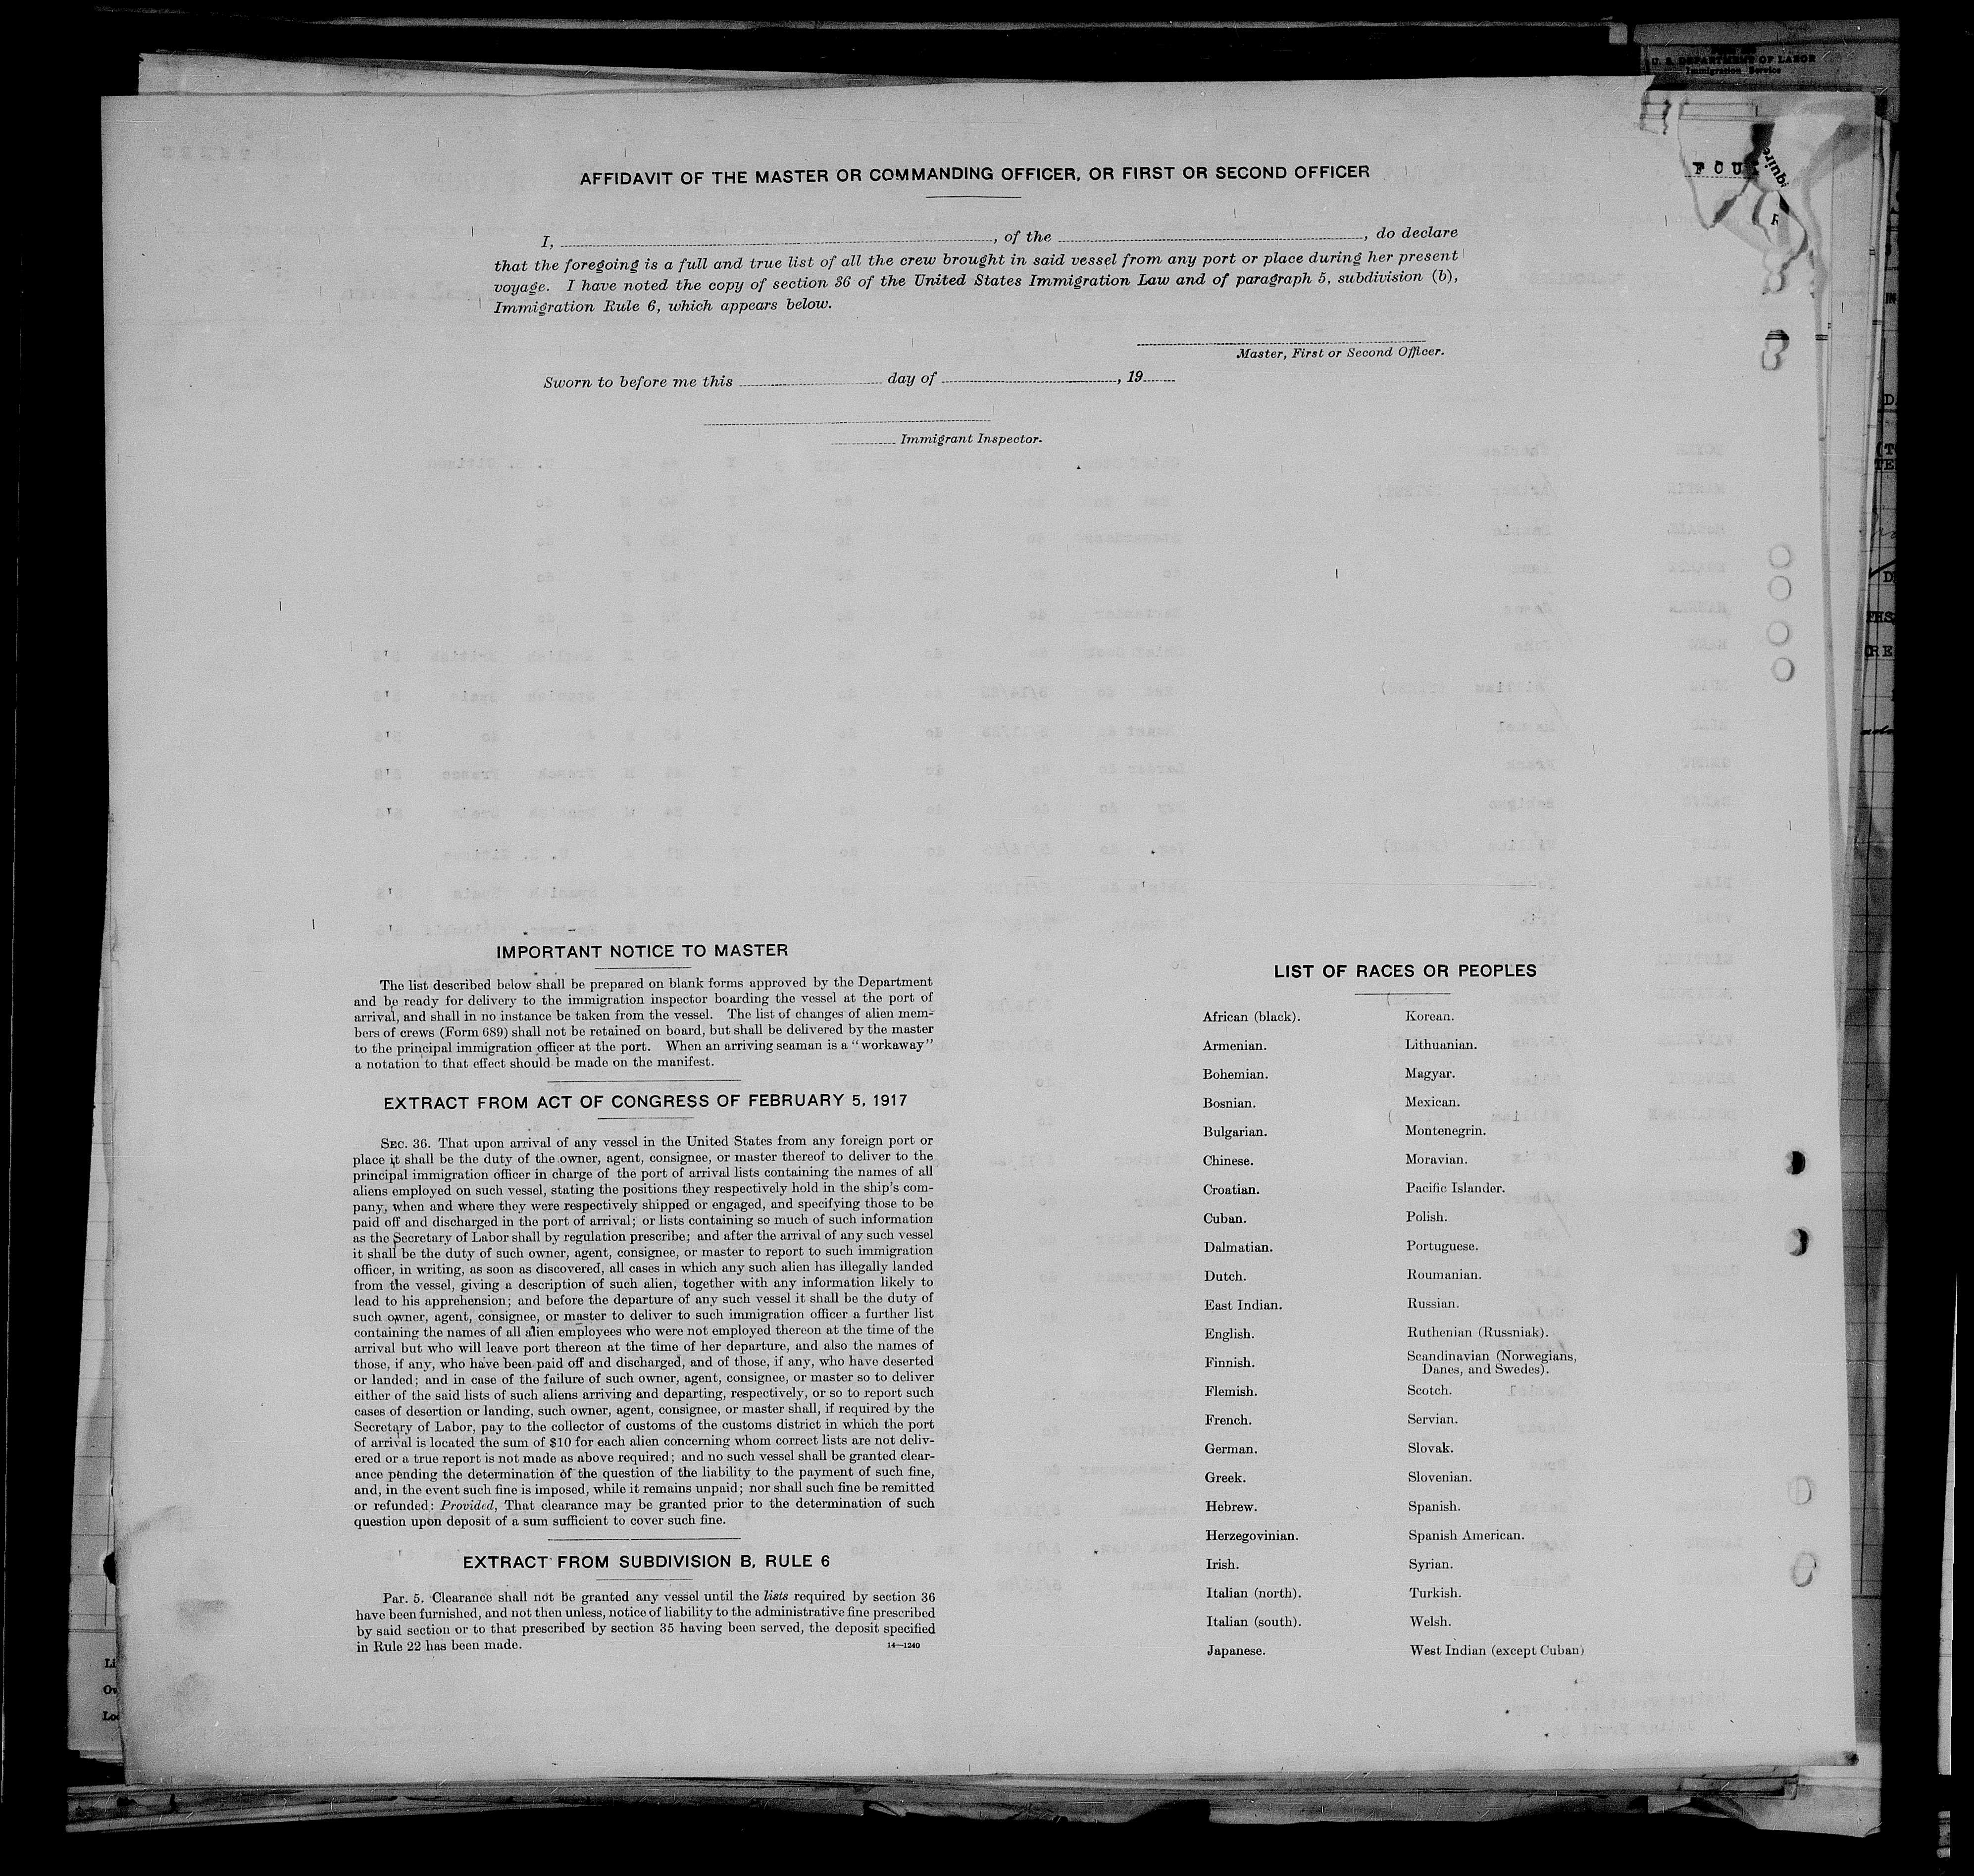 U. S. DEPARTMENT OF LABOR
Immigration Service
FOU
quire
AFFIDAVIT OF THE MASTER OR COMMANDING OFFICER, OR FIRST OR SECOND OFFICER
I, , of the , do declare
that the foregoing is a full and true list of all the crew brought in said vessel from any port or place during her present
voyage. I have noted the copy of section 36 of the United States Immigration Law and of paragraph 5, subdivision (b),
Immigration Rule 6, which appears below.
Master, First or Second Officer.
Sworn to before me this day of , 19
Immigrant Inspector.
IMPORTANT NOTICE TO MASTER
The list described below shall be prepared on blank forms approved by the Department
and be ready for delivery to the immigration inspector boarding the vessel at the port of
arrival, and shall in no instance be taken from the vessel. The list of changes of alien mem-
bers of crews (Form 689) shall not be retained on board, but shall be delivered by the master
to the principal immigration officer at the port. When an arriving seaman is a "workaway"
a notation to that effect should be made on the manifest.
EXTRACT FROM ACT OF CONGRESS OF FEBRUARY 5, 1917
SEC. 36. That upon arrival of any vessel in the United States from any foreign port or
place it shall be the duty of the owner, agent, consignee, or master thereof to deliver to the
principal immigration officer in charge of the port of arrival lists containing the names of all
aliens employed on such vessel, stating the positions they respectively hold in the ship's com-
pany, when and where they were respectively shipped or engaged, and specifying those to be
paid off and discharged in the port of arrival; or lists containing so much of such information
as the Secretary of Labor shall by regulation prescribe; and after the arrival of any such vessel
it shall be the duty of such owner, agent, consignee, or master to report to such immigration
officer, in writing, as soon as discovered, all cases in which any such alien has illegally landed
from the vessel, giving a description of such alien, together with any information likely to
lead to his apprehension; and before the departure of any such vessel it shall be the duty of
such owner, agent, consignee, or master to deliver to such immigration officer a further list
containing the names of all alien employees who were not employed thereon at the time of the
arrival but who will leave port thereon at the time of her departure, and also the names of
those, if any, who have been paid off and discharged, and of those, if any, who have deserted
or landed; and in case of the failure of such owner, agent, consignee, or master so to deliver
either of the said lists of such aliens arriving and departing, respectively, or so to report such
cases of desertion or landing, such owner, agent, consignee, or master shall, if required by the
Secretary of Labor, pay to the collector of customs of the customs district in which the port
of arrival is located the sum of $10 for each alien concerning whom correct lists are not deliv-
ered or a true report is not made as above required; and no such vessel shall be granted clear-
ance pending the determination of the question of the liability to the payment of such fine,
and, in the event such fine is imposed, while it remains unpaid; nor shall such fine be remitted
or refunded: Provided, That clearance may be granted prior to the determination of such
question upon deposit of a sum sufficient to cover such fine.
EXTRACT FROM SUBDIVISION B, RULE 6
Par. 5. Clearance shall not be granted any vessel until the lists required by section 36
have been furnished, and not then unless, notice of liability to the administrative fine prescribed
by said section or to that prescribed by section 35 having been served, the deposit specified
in Rule 22 has been made.
14—1240
LIST OF RACES OR PEOPLES
African (black).
Armenian.
Bohemian.
Bosnian.
Bulgarian.
Chinese.
Croatian.
Cuban.
Dalmatian.
Dutch.
East Indian.
English.
Finnish.
Flemish.
French.
German.
Greek.
Hebrew.
Herzegovinian.
Irish.
Italian (north).
Italian (south).
Japanese.
Korean.
Lithuanian.
Magyar.
Mexican.
Montenegrin.
Moravian.
Pacific Islander.
Polish.
Portuguese.
Roumanian.
Russian.
Ruthenian (Russniak).
Scandinavian (Norwegians,
Danes, and Swedes).
Scotch.
Servian.
Slovak.
Slovenian.
Spanish.
Spanish American.
Syrian.
Turkish.
Welsh.
West Indian (except Cuban)